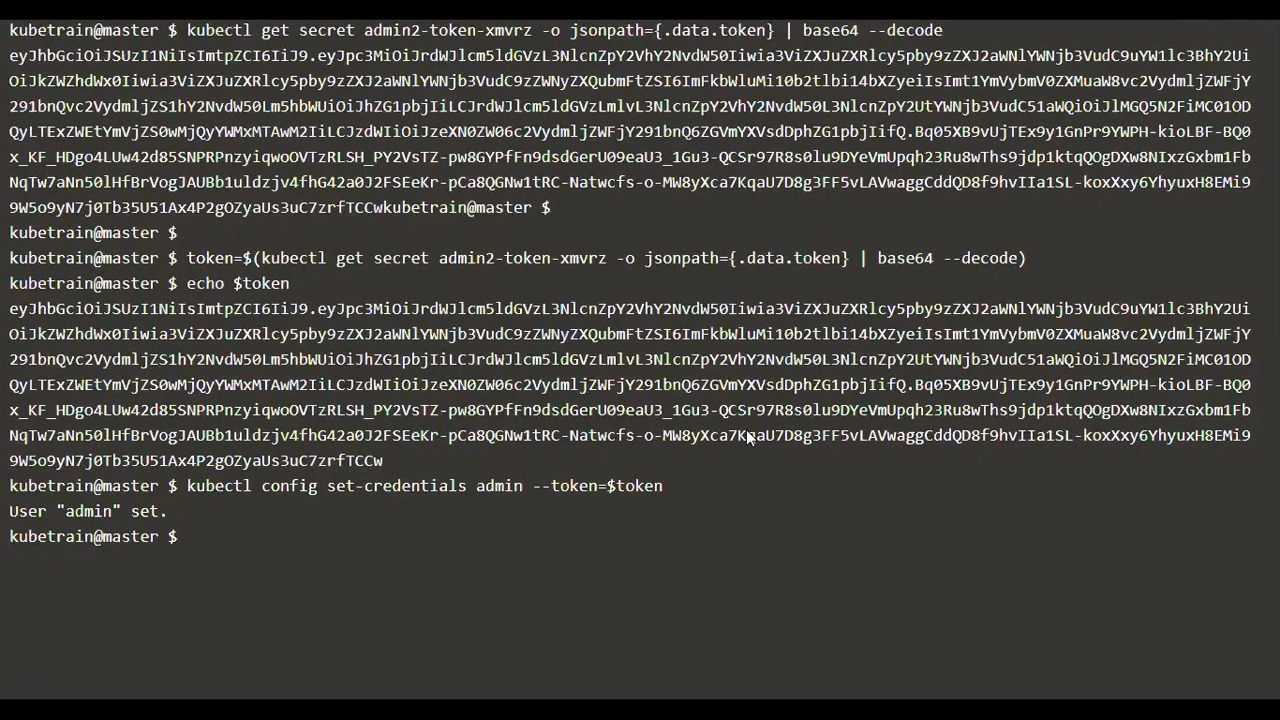 kubetrain@master $ kubectl get secret admin2-token-xmvrz -o jsonpath={.data.token} | base64 --decode
eyJhbGciOiJSUzI1NiIsImtpZCI6IiJ9.eyJpc3MiOiJrdWJlcm5ldGVzL3NlcnZpY2VhY2NvdW50Iiwia3ViZXJuZXRlcy5pby9zZXJ2aWNlYWNjb3VudC9uYW1lc3BhY2Ui
OiJkZWZhdWx0Iiwia3ViZXJuZXRlcy5pby9zZXJ2aWNlYWNjb3VudC9zZWNyZXQubmFtZSI6ImFkbWluMi10b2tlbi14bXZyeiIsImt1YmVybmV0ZXMuaW8vc2VydmljZWFjY
291bnQvc2VydmljZS1hY2NvdW50Lm5hbWUiOiJhZG1pbjIiLCJrdWJlcm5ldGVzLmlvL3NlcnZpY2VhY2NvdW50L3NlcnZpY2UtYWNjb3VudC51aWQiOiJlMGQ5N2FiMC01OD
QyLTExZWEtYmVjZS0wMjQyYWMxMTAwM2IiLCJzdWIiOiJzeXN0ZW06c2VydmljZWFjY291bnQ6ZGVmYXVsdDphZG1pbjIifQ.Bq05XB9vUjTEx9y1GnPr9YWPH-kioLBF-BQ0
x_KF_HDgo4LUw42d85SNPRPnzyiqwoOVTzRLSH_PY2VsTZ-pw8GYPfFn9dsdGerU09eaU3_1Gu3-QCSr97R8s0lu9DYeVmUpqh23Ru8wThs9jdp1ktqQOgDXw8NIxzGxbm1Fb
NqTw7aNn50lHfBrVogJAUBb1uldzjv4fhG42a0J2FSEeKr-pCa8QGNw1tRC-Natwcfs-o-MW8yXca7KqaU7D8g3FF5vLAVwaggCddQD8f9hvIIa1SL-koxXxy6YhyuxH8EMi9
9W5o9yN7j0Tb35U51Ax4P2gOZyaUs3uC7zrfTCCwkubetrain@master $
kubetrain@master $
kubetrain@master $ token=$(kubectl get secret admin2-token-xmvrz -o jsonpath={.data.token} | base64 --decode)
kubetrain@master $ echo $token
eyJhbGciOiJSUzI1NiIsImtpZCI6IiJ9.eyJpc3MiOiJrdWJlcm5ldGVzL3NlcnZpY2VhY2NvdW50Iiwia3ViZXJuZXRlcy5pby9zZXJ2aWNlYWNjb3VudC9uYW1lc3BhY2Ui
OiJkZWZhdWx0Iiwia3ViZXJuZXRlcy5pby9zZXJ2aWNlYWNjb3VudC9zZWNyZXQubmFtZSI6ImFkbWluMi10b2tlbi14bXZyeiIsImt1YmVybmV0ZXMuaW8vc2VydmljZWFjY
291bnQvc2VydmljZS1hY2NvdW50Lm5hbWUiOiJhZG1pbjIiLCJrdWJlcm5ldGVzLmlvL3NlcnZpY2VhY2NvdW50L3NlcnZpY2UtYWNjb3VudC51aWQiOiJlMGQ5N2FiMC01OD
QyLTExZWEtYmVjZS0wMjQyYWMxMTAwM2IiLCJzdWIiOiJzeXN0ZW06c2VydmljZWFjY291bnQ6ZGVmYXVsdDphZG1pbjIifQ.Bq05XB9vUjTEx9y1GnPr9YWPH-kioLBF-BQ0
x_KF_HDgo4LUw42d85SNPRPnzyiqwoOVTzRLSH_PY2VsTZ-pw8GYPfFn9dsdGerU09eaU3_1Gu3-QCSr97R8s0lu9DYeVmUpqh23Ru8wThs9jdp1ktqQOgDXw8NIxzGxbm1Fb
NqTw7aNn50lHfBrVogJAUBb1uldzjv4fhG42a0J2FSEeKr-pCa8QGNw1tRC-Natwcfs-o-MW8yXca7KqaU7D8g3FF5vLAVwaggCddQD8f9hvIIa1SL-koxXxy6YhyuxH8EMi9
9W5o9yN7j0Tb35U51Ax4P2gOZyaUs3uC7zrfTCCw
kubetrain@master $ kubectl config set-credentials admin --token=$token
User "admin" set.
kubetrain@master $